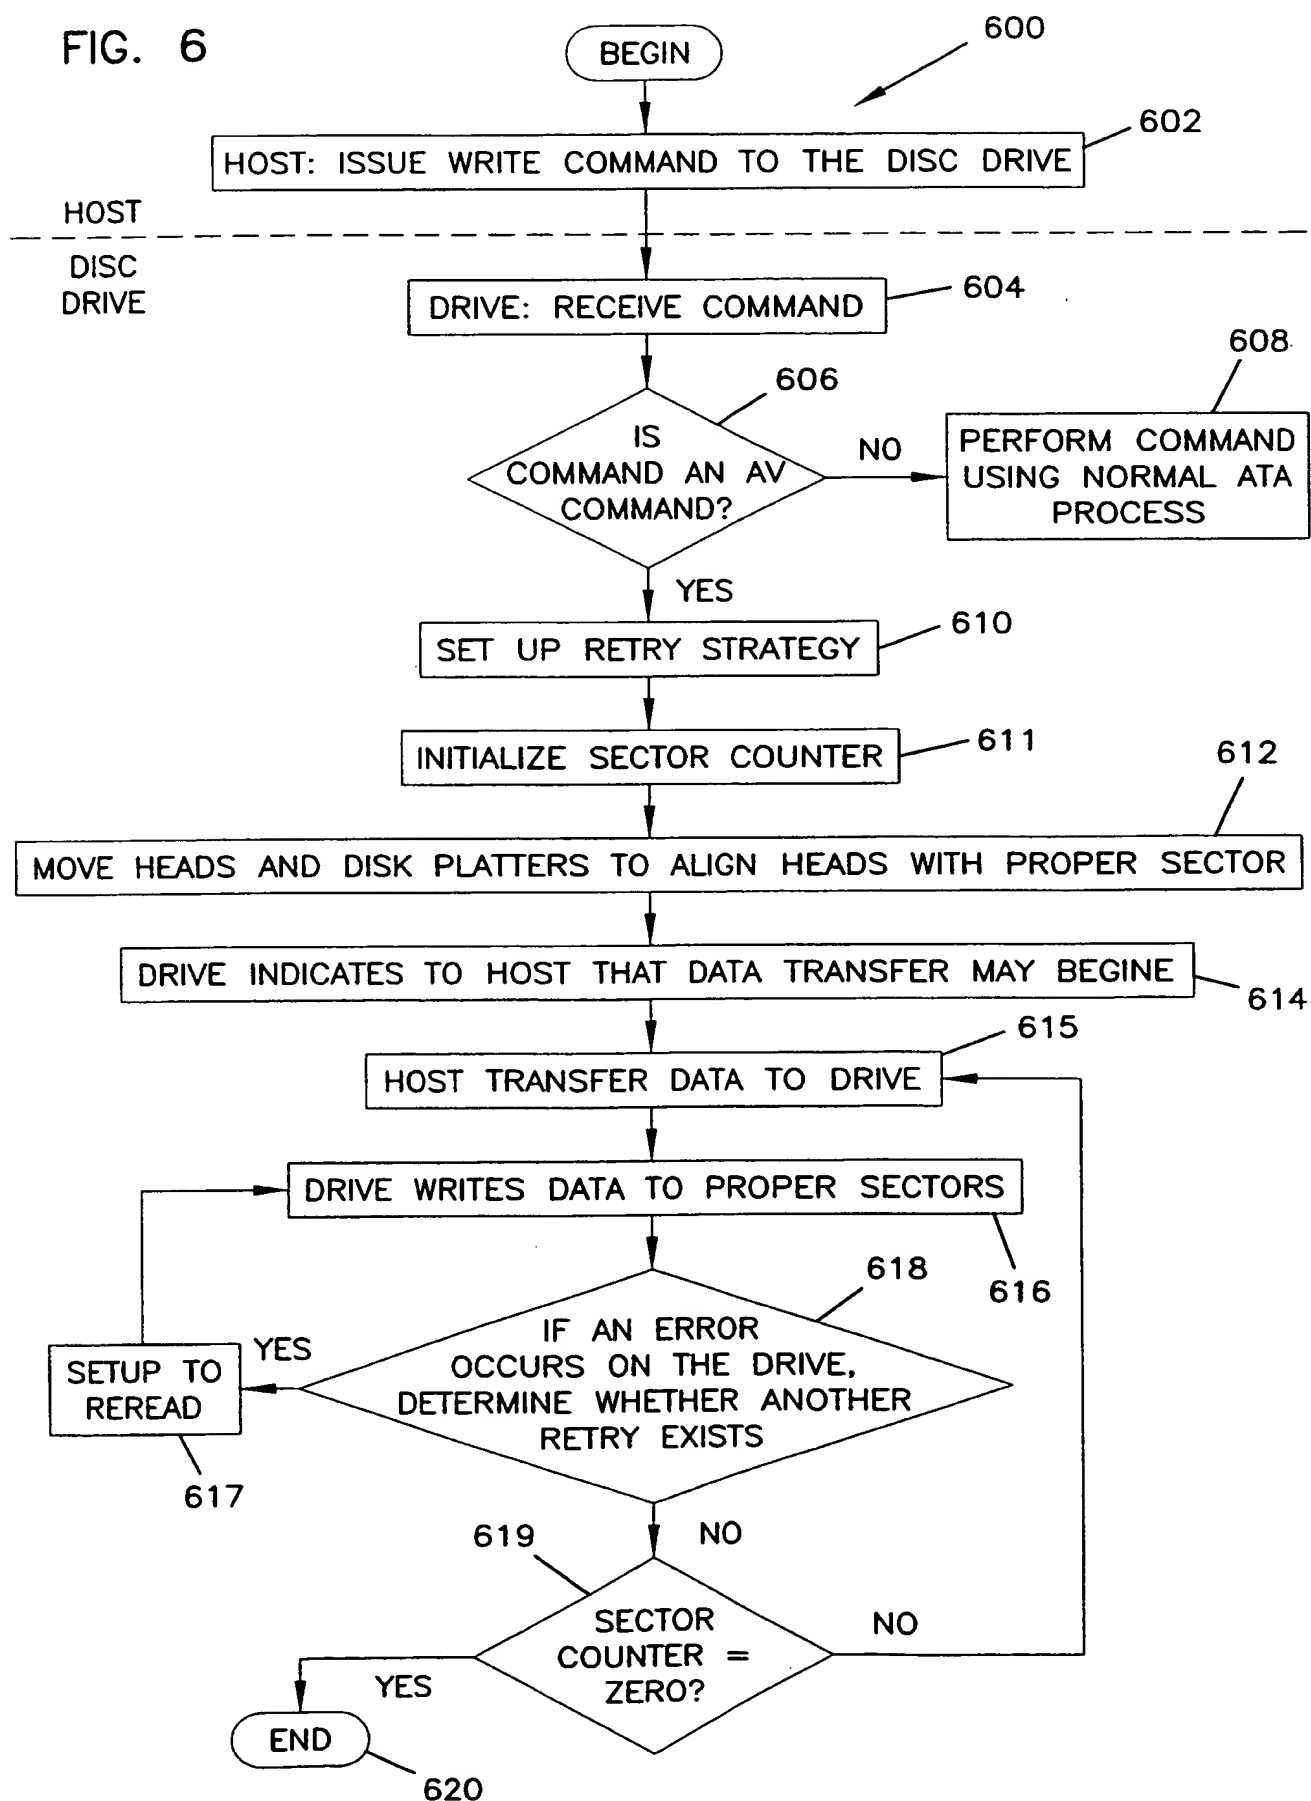 FIG. 6
BEGIN
600
HOST: ISSUE WRITE COMMAND TO THE DISC DRIVE
602
HOST
DISC
DRIVE
DRIVE: RECEIVE COMMAND
604
606
IS
COMMAND AN AV
COMMAND?
NO
608
PERFORM COMMAND
USING NORMAL ATA
PROCESS
YES
SET UP RETRY STRATEGY
610
INITIALIZE SECTOR COUNTER
611
612
MOVE HEADS AND DISK PLATTERS TO ALIGN HEADS WITH PROPER SECTOR
DRIVE INDICATES TO HOST THAT DATA TRANSFER MAY BEGINE
614
615
HOST TRANSFER DATA TO DRIVE
DRIVE WRITES DATA TO PROPER SECTORS
616
618
IF AN ERROR
OCCURS ON THE DRIVE,
DETERMINE WHETHER ANOTHER
RETRY EXISTS
YES
SETUP TO
REREAD
617
NO
619
SECTOR
COUNTER =
ZERO?
NO
YES
END
620